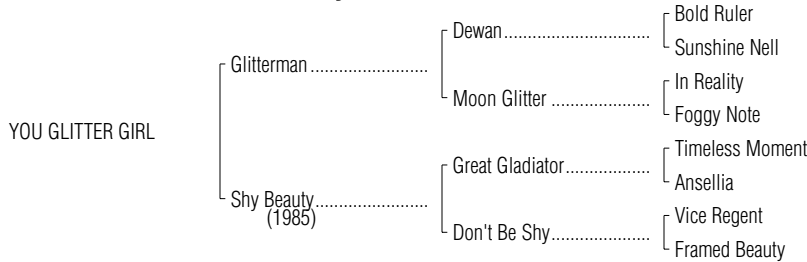 Bold Ruler
Dewan..............................
Sunshine Nell
Glitterman ........................
In Reality
Moon Glitter ....................
Foggy Note
YOU GLITTER GIRL
Timeless Moment
Great Gladiator.................
Ansellia
Shy Beauty.......................
(1985)
Vice Regent
Don't Be Shy....................
Framed Beauty